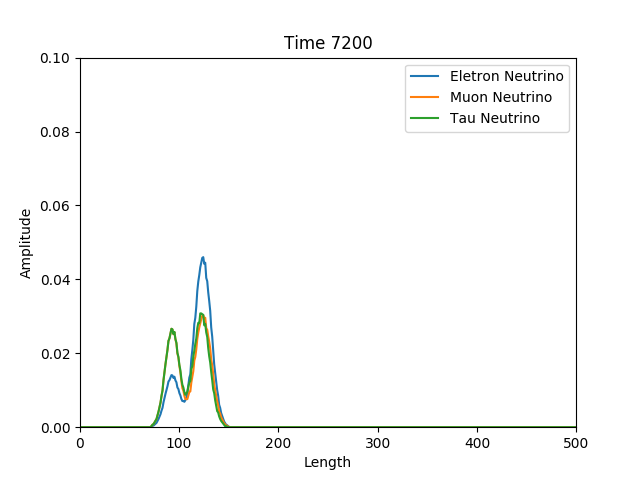 Time 7200
Eletron Neutrino
Muon Neutrino
Tau Neutrino
Amplitude
0.10
0.08
0.06
0.04
0.02
0.00
0 100 200 300 400 500
Length